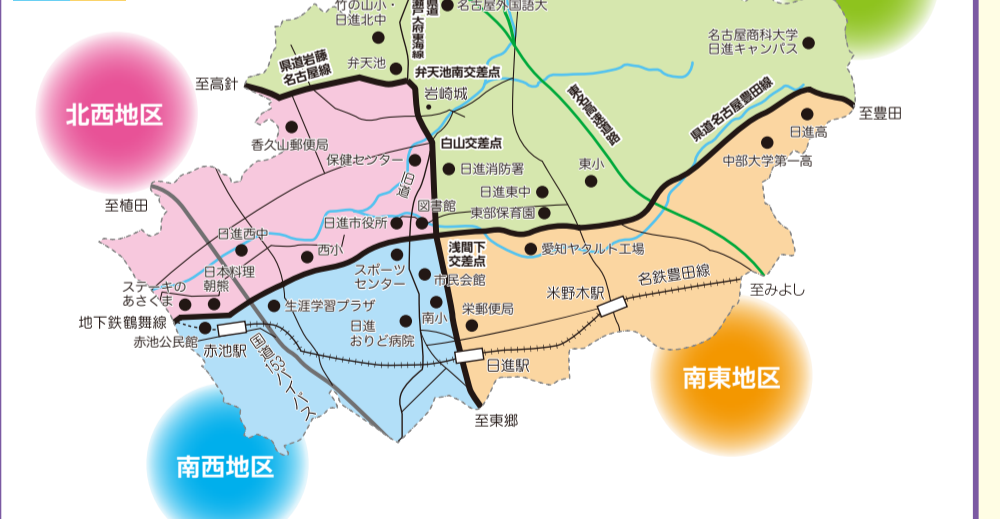 竹の山小・
日進北中
県道
瀬戸大府東海線
名古屋外国語大
名古屋商科大学
日進キャンパス
県道岩藤
名古屋線
弁天池
弁天池南交差点
至高針
岩崎城
東名高速道路
県道名古屋豊田線
至豊田
北西地区
香久山郵便局
白山交差点
日進高
保健センター
日進消防署
東小
中部大学第一高
旧道
日進東中
至植田
図書館
東部保育園
日進市役所
日進西中
西小
浅間下
交差点
愛知ヤクルト工場
日本料理
朝熊
スポーツ
センター
市民会館
名鉄豊田線
至みよし
ステーキの
あさくま
米野木駅
生涯学習プラザ
栄郵便局
地下鉄鶴舞線
日進
おりど病院
南小
赤池公民館
赤池駅
国道153バイパス
日進駅
南東地区
至東郷
南西地区